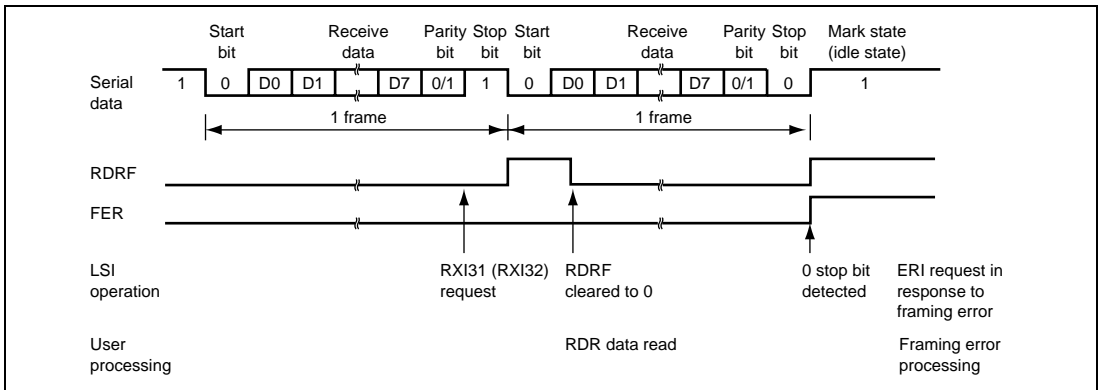 Start Receive Parity Stop Start Receive Parity Stop Mark state
bit data bit bit bit data bit bit (idle state)
Serial 1 0 D0 D1 D7 0/1 1 0 D0 D1 D7 0/1 0 1
data
1 frame 1 frame
RDRF
FER
LSI RXI31 (RXI32) RDRF 0 stop bit ERI request in
operation request cleared to 0 detected response to
framing error
User RDR data read Framing error
processing processing